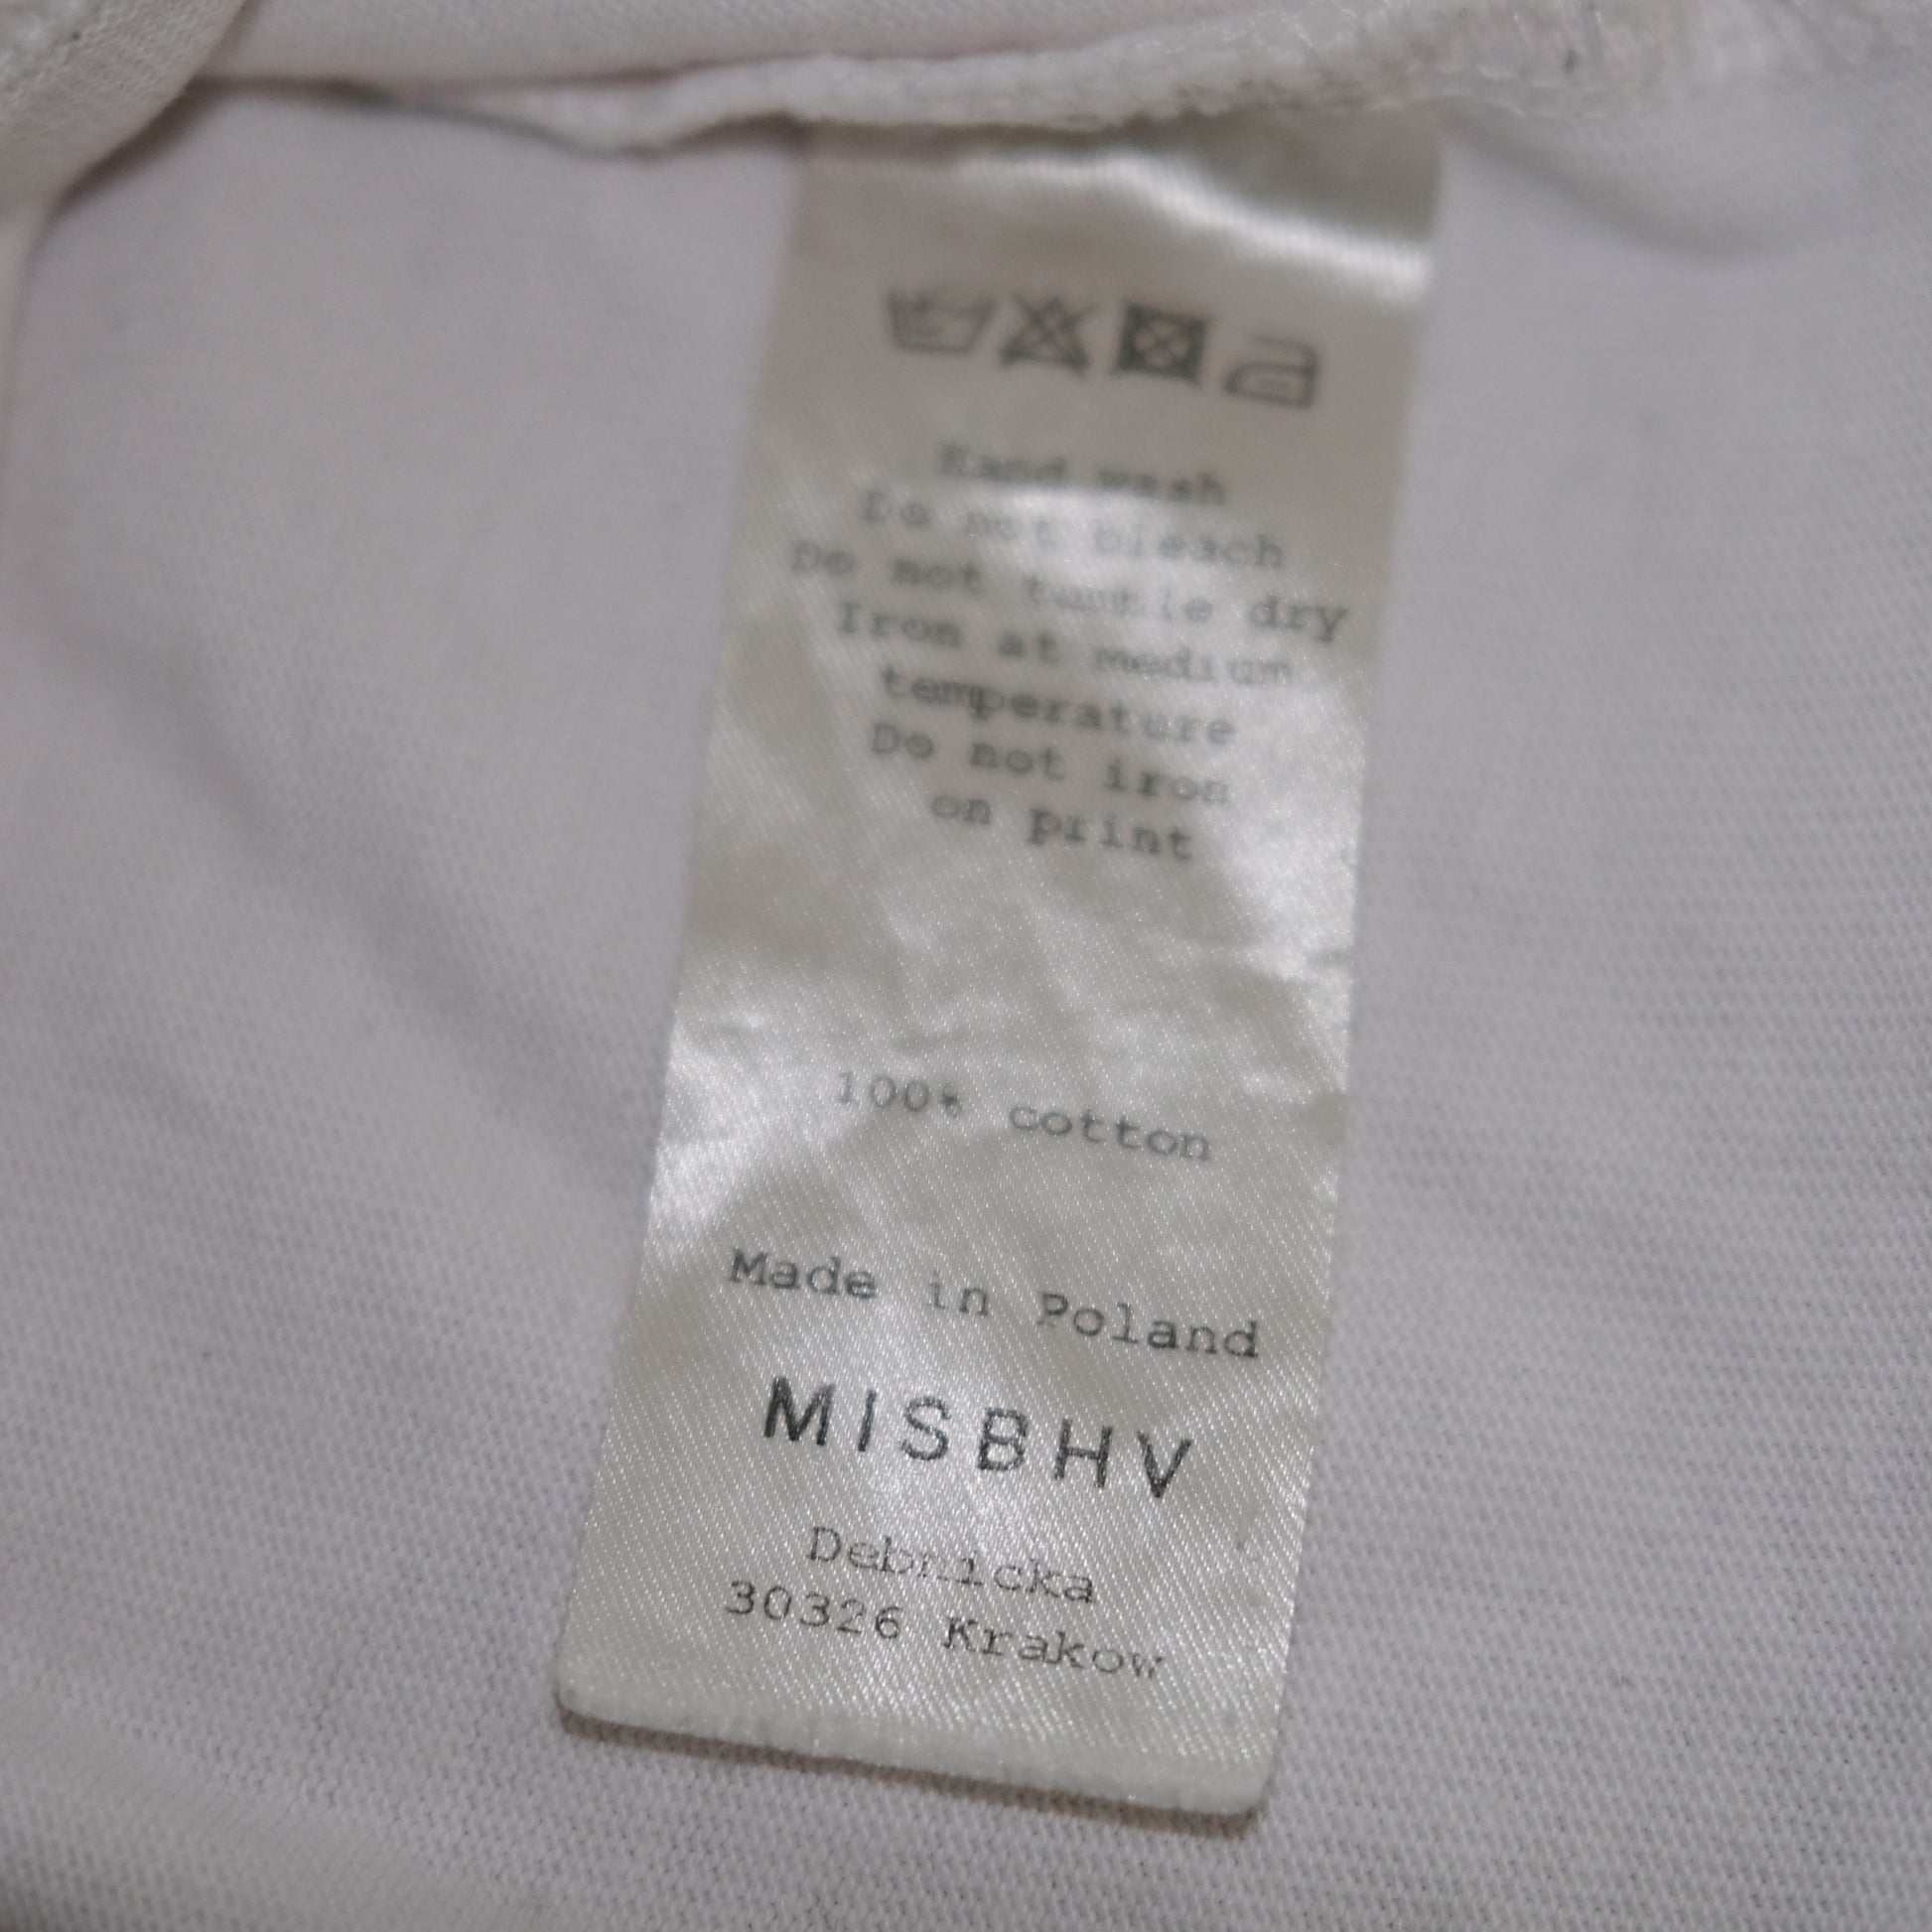 Hand wash
Do not bleach
Do not tumble dry
Iron at medium
temperature
Do not iron
on print
100% cotton
Made in Poland
MISBHV
Debnicka
30326 Krakow